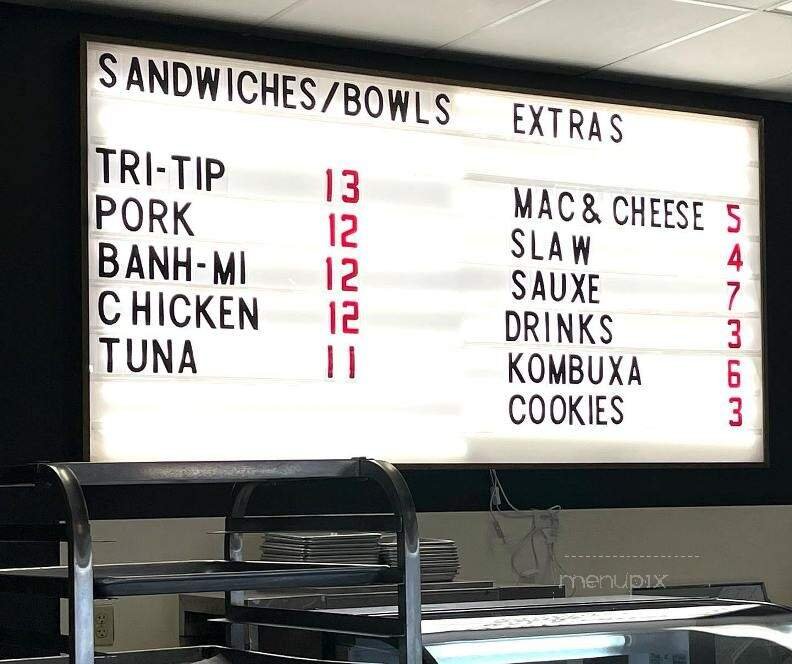 SANDWICHES/BOWLS
TRI-TIP 13
PORK 12
BANH-MI 12
CHICKEN 12
TUNA 11
EXTRAS
MAC & CHEESE 5
SLAW 4
SAUXE 7
DRINKS 3
KOMBUXA 6
COOKIES 3
menupix